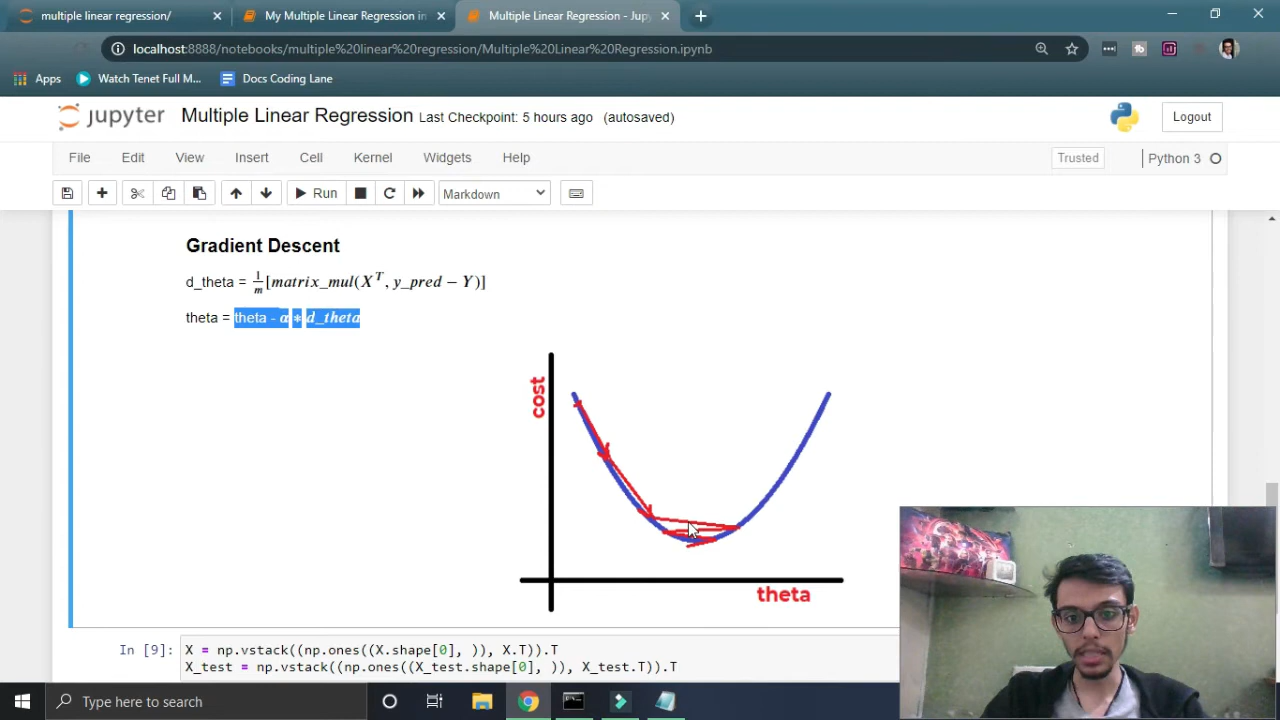 multiple linear regression/
My Multiple Linear Regression in
Multiple Linear Regression - Jup
localhost:8888/notebooks/multiple%20linear%20regression/Multiple%20Linear%20Regression.ipynb
Apps
Watch Tenet Full M...
Docs Coding Lane
jupyter
Multiple Linear Regression Last Checkpoint: 5 hours ago (autosaved)
Logout
File Edit View Insert Cell Kernel Widgets Help
Trusted
Python 3
Run
Markdown
Gradient Descent
d_theta = 1/m [matrix_mul(X^T, y_pred − Y)]
theta = theta - α * d_theta
cost
theta
In [9]:
X = np.vstack((np.ones((X.shape[0], )), X.T)).T
X_test = np.vstack((np.ones((X_test.shape[0], )), X_test.T)).T
Type here to search